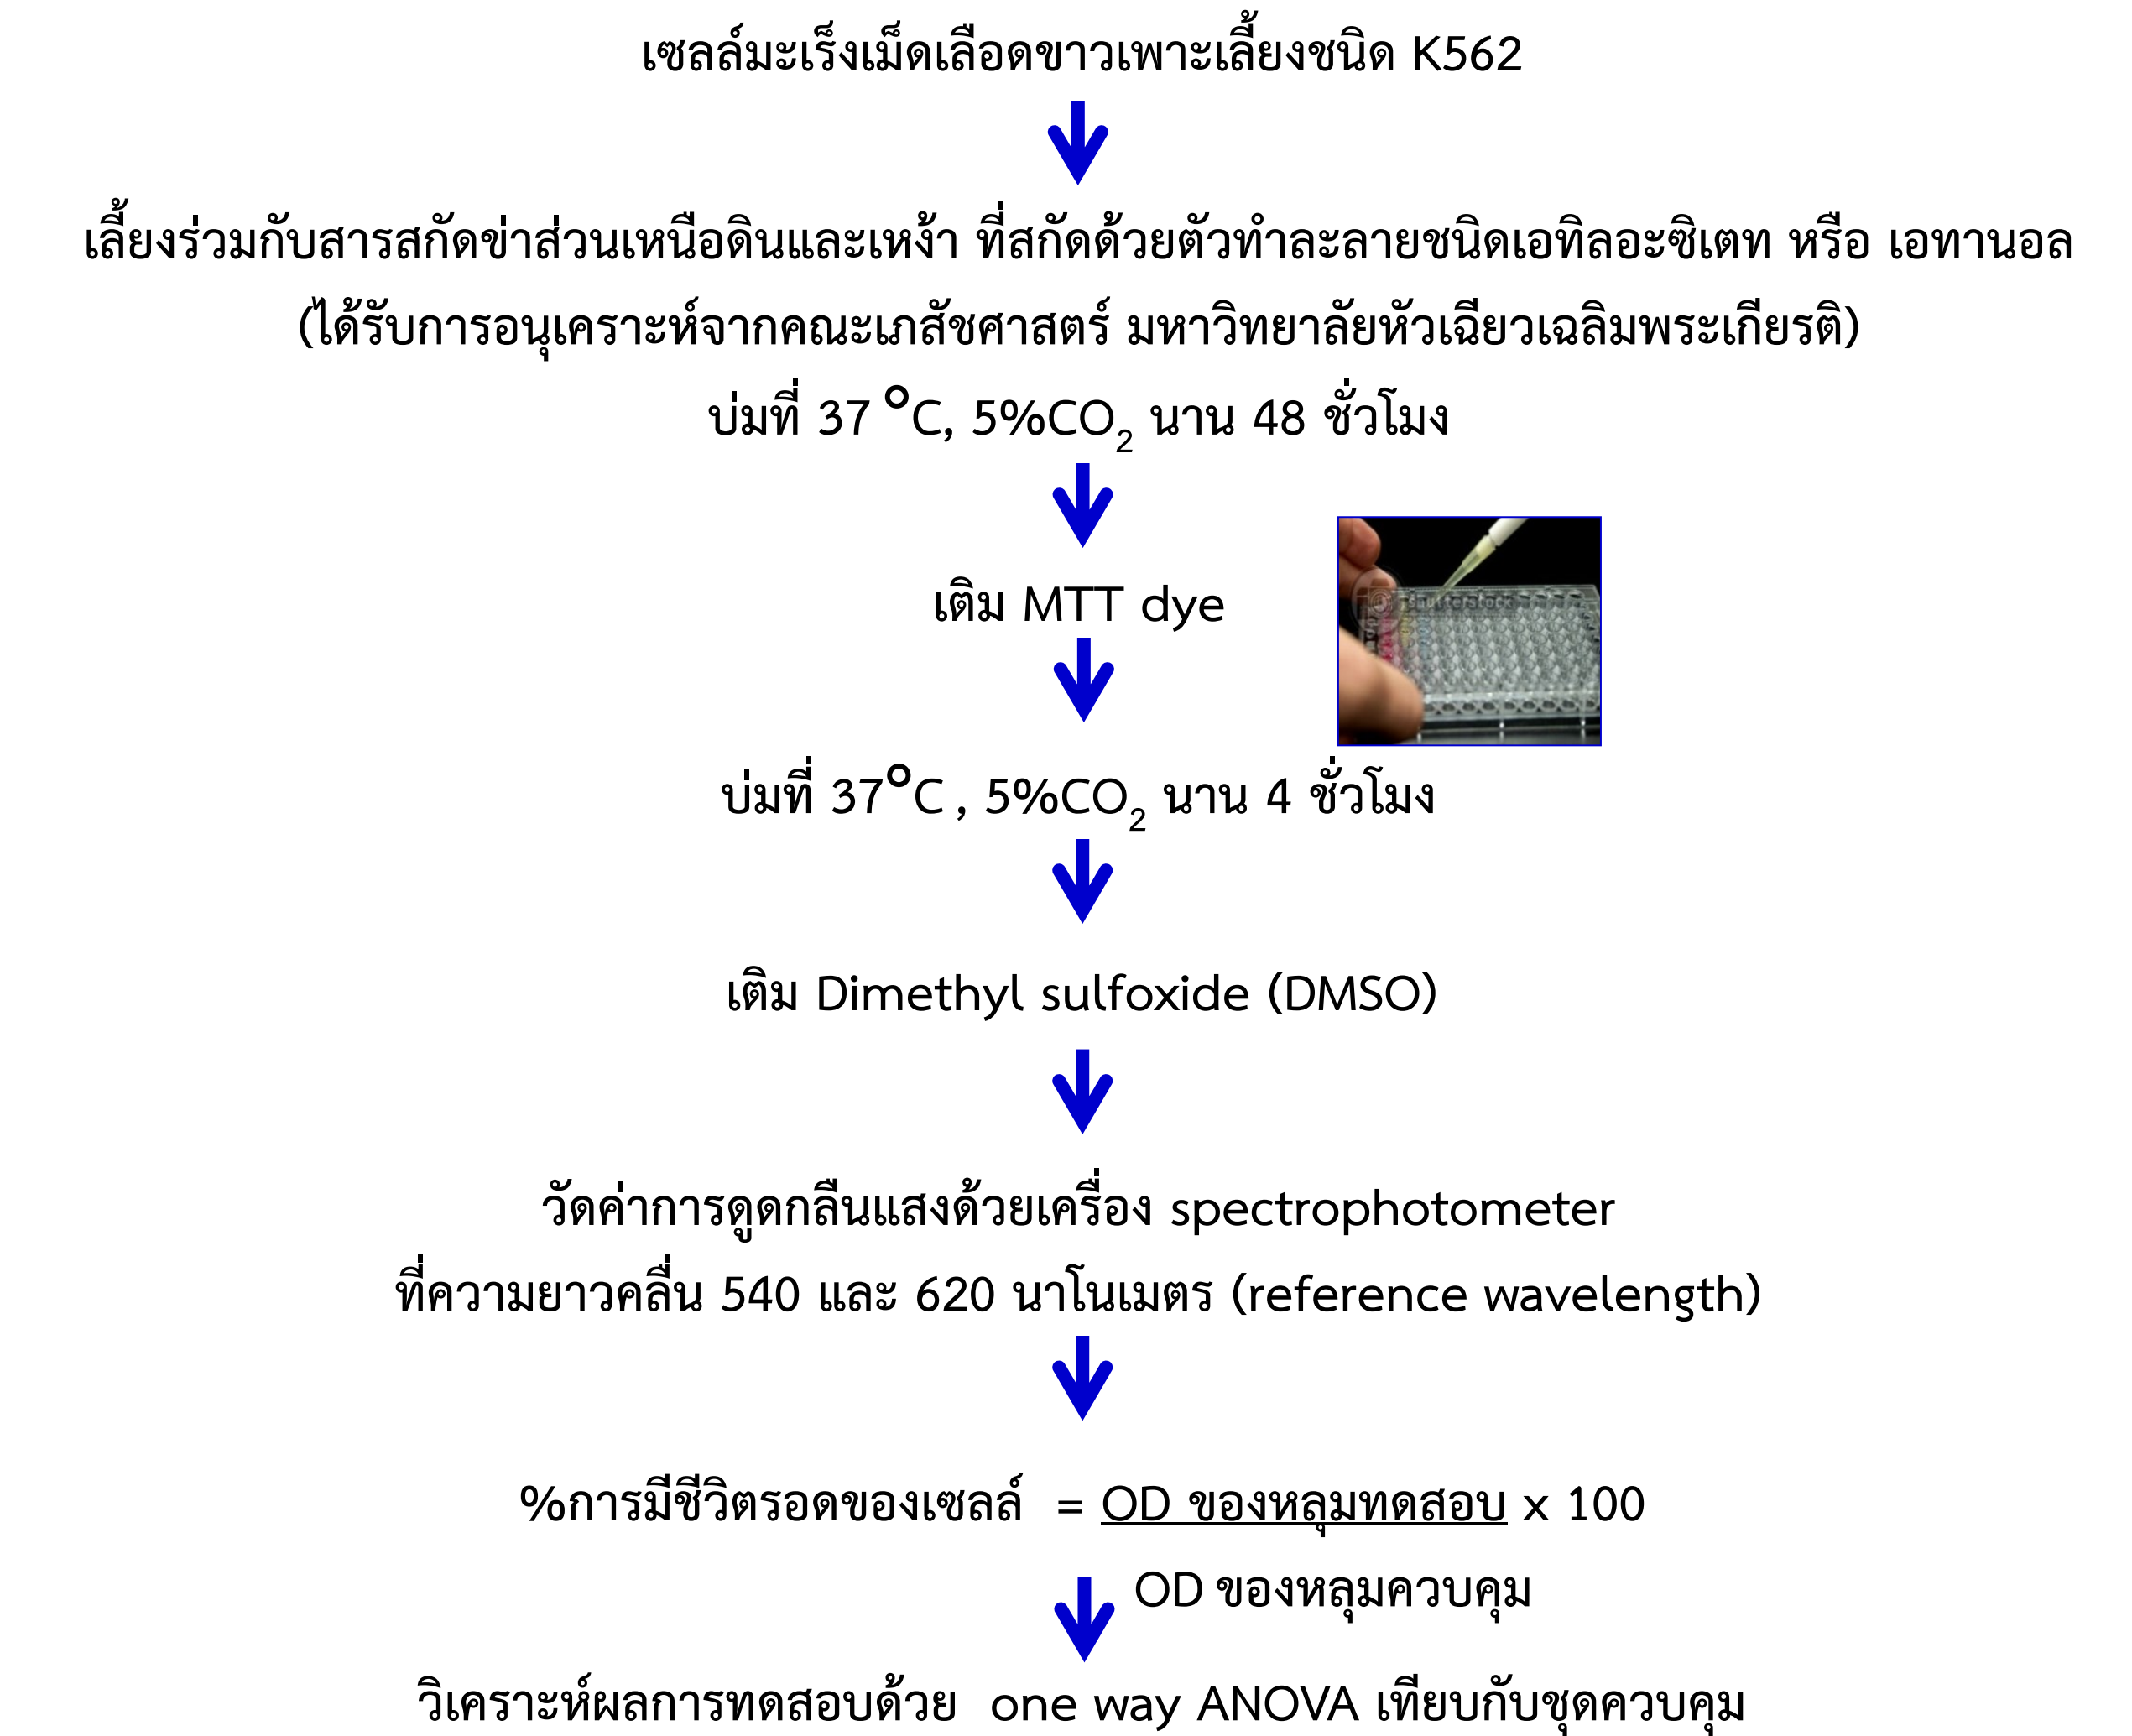 เซลล์มะเร็งเม็ดเลือดขาวเพาะเลี้ยงชนิด K562
เลี้ยงร่วมกับสารสกัดข่าส่วนเหนือดินและเหง้า ที่สกัดด้วยตัวทำละลายชนิดเอทิลอะซิเตท หรือ เอทานอล
(ได้รับการอนุเคราะห์จากคณะเภสัชศาสตร์ มหาวิทยาลัยหัวเฉียวเฉลิมพระเกียรติ)
บ่มที่ 37 °C, 5%CO₂ นาน 48 ชั่วโมง
เติม MTT dye
shutterstock
บ่มที่ 37°C , 5%CO₂ นาน 4 ชั่วโมง
เติม Dimethyl sulfoxide (DMSO)
วัดค่าการดูดกลืนแสงด้วยเครื่อง spectrophotometer
ที่ความยาวคลื่น 540 และ 620 นาโนเมตร (reference wavelength)
%การมีชีวิตรอดของเซลล์ = OD ของหลุมทดสอบ x 100
OD ของหลุมควบคุม
วิเคราะห์ผลการทดสอบด้วย one way ANOVA เทียบกับชุดควบคุม